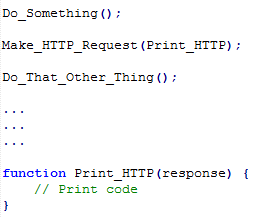 Do_Something();
Make_HTTP_Request(Print_HTTP);
Do_That_Other_Thing();
...
...
...
function Print_HTTP(response) {
    // Print code
}